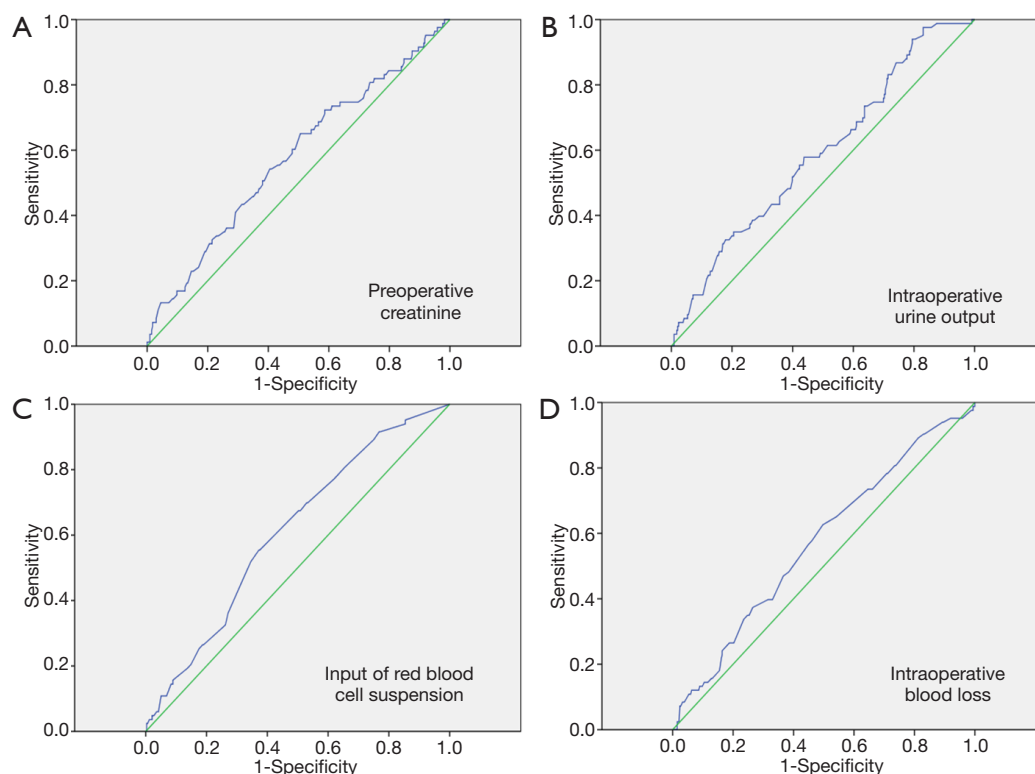 A
1.0
0.8
0.6
0.4
0.2
0.0
Sensitivity
Preoperative
creatinine
0.0 0.2 0.4 0.6 0.8 1.0
1-Specificity
B
1.0
0.8
0.6
0.4
0.2
0.0
Sensitivity
Intraoperative
urine output
0.0 0.2 0.4 0.6 0.8 1.0
1-Specificity
C
1.0
0.8
0.6
0.4
0.2
0.0
Sensitivity
Input of red blood
cell suspension
0.0 0.2 0.4 0.6 0.8 1.0
1-Specificity
D
1.0
0.8
0.6
0.4
0.2
0.0
Sensitivity
Intraoperative
blood loss
0.0 0.2 0.4 0.6 0.8 1.0
1-Specificity